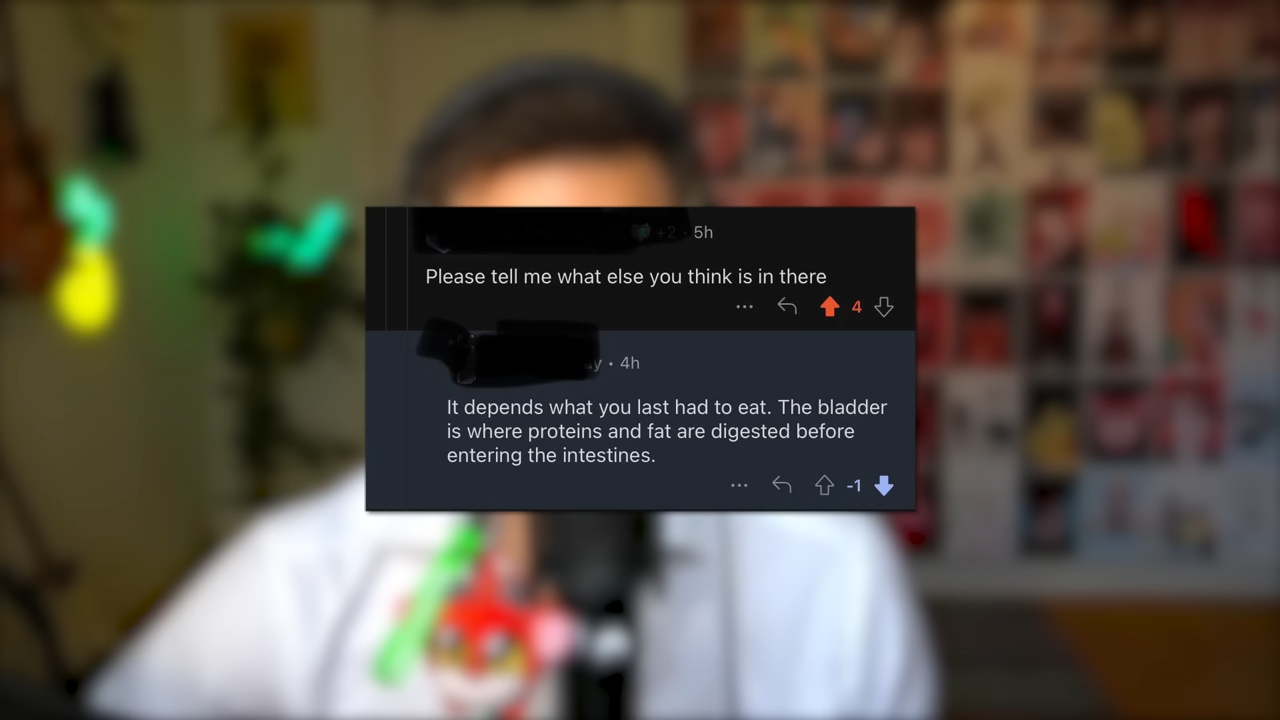 +2 · 5h
Please tell me what else you think is in there
4
y · 4h
It depends what you last had to eat. The bladder
is where proteins and fat are digested before
entering the intestines.
-1